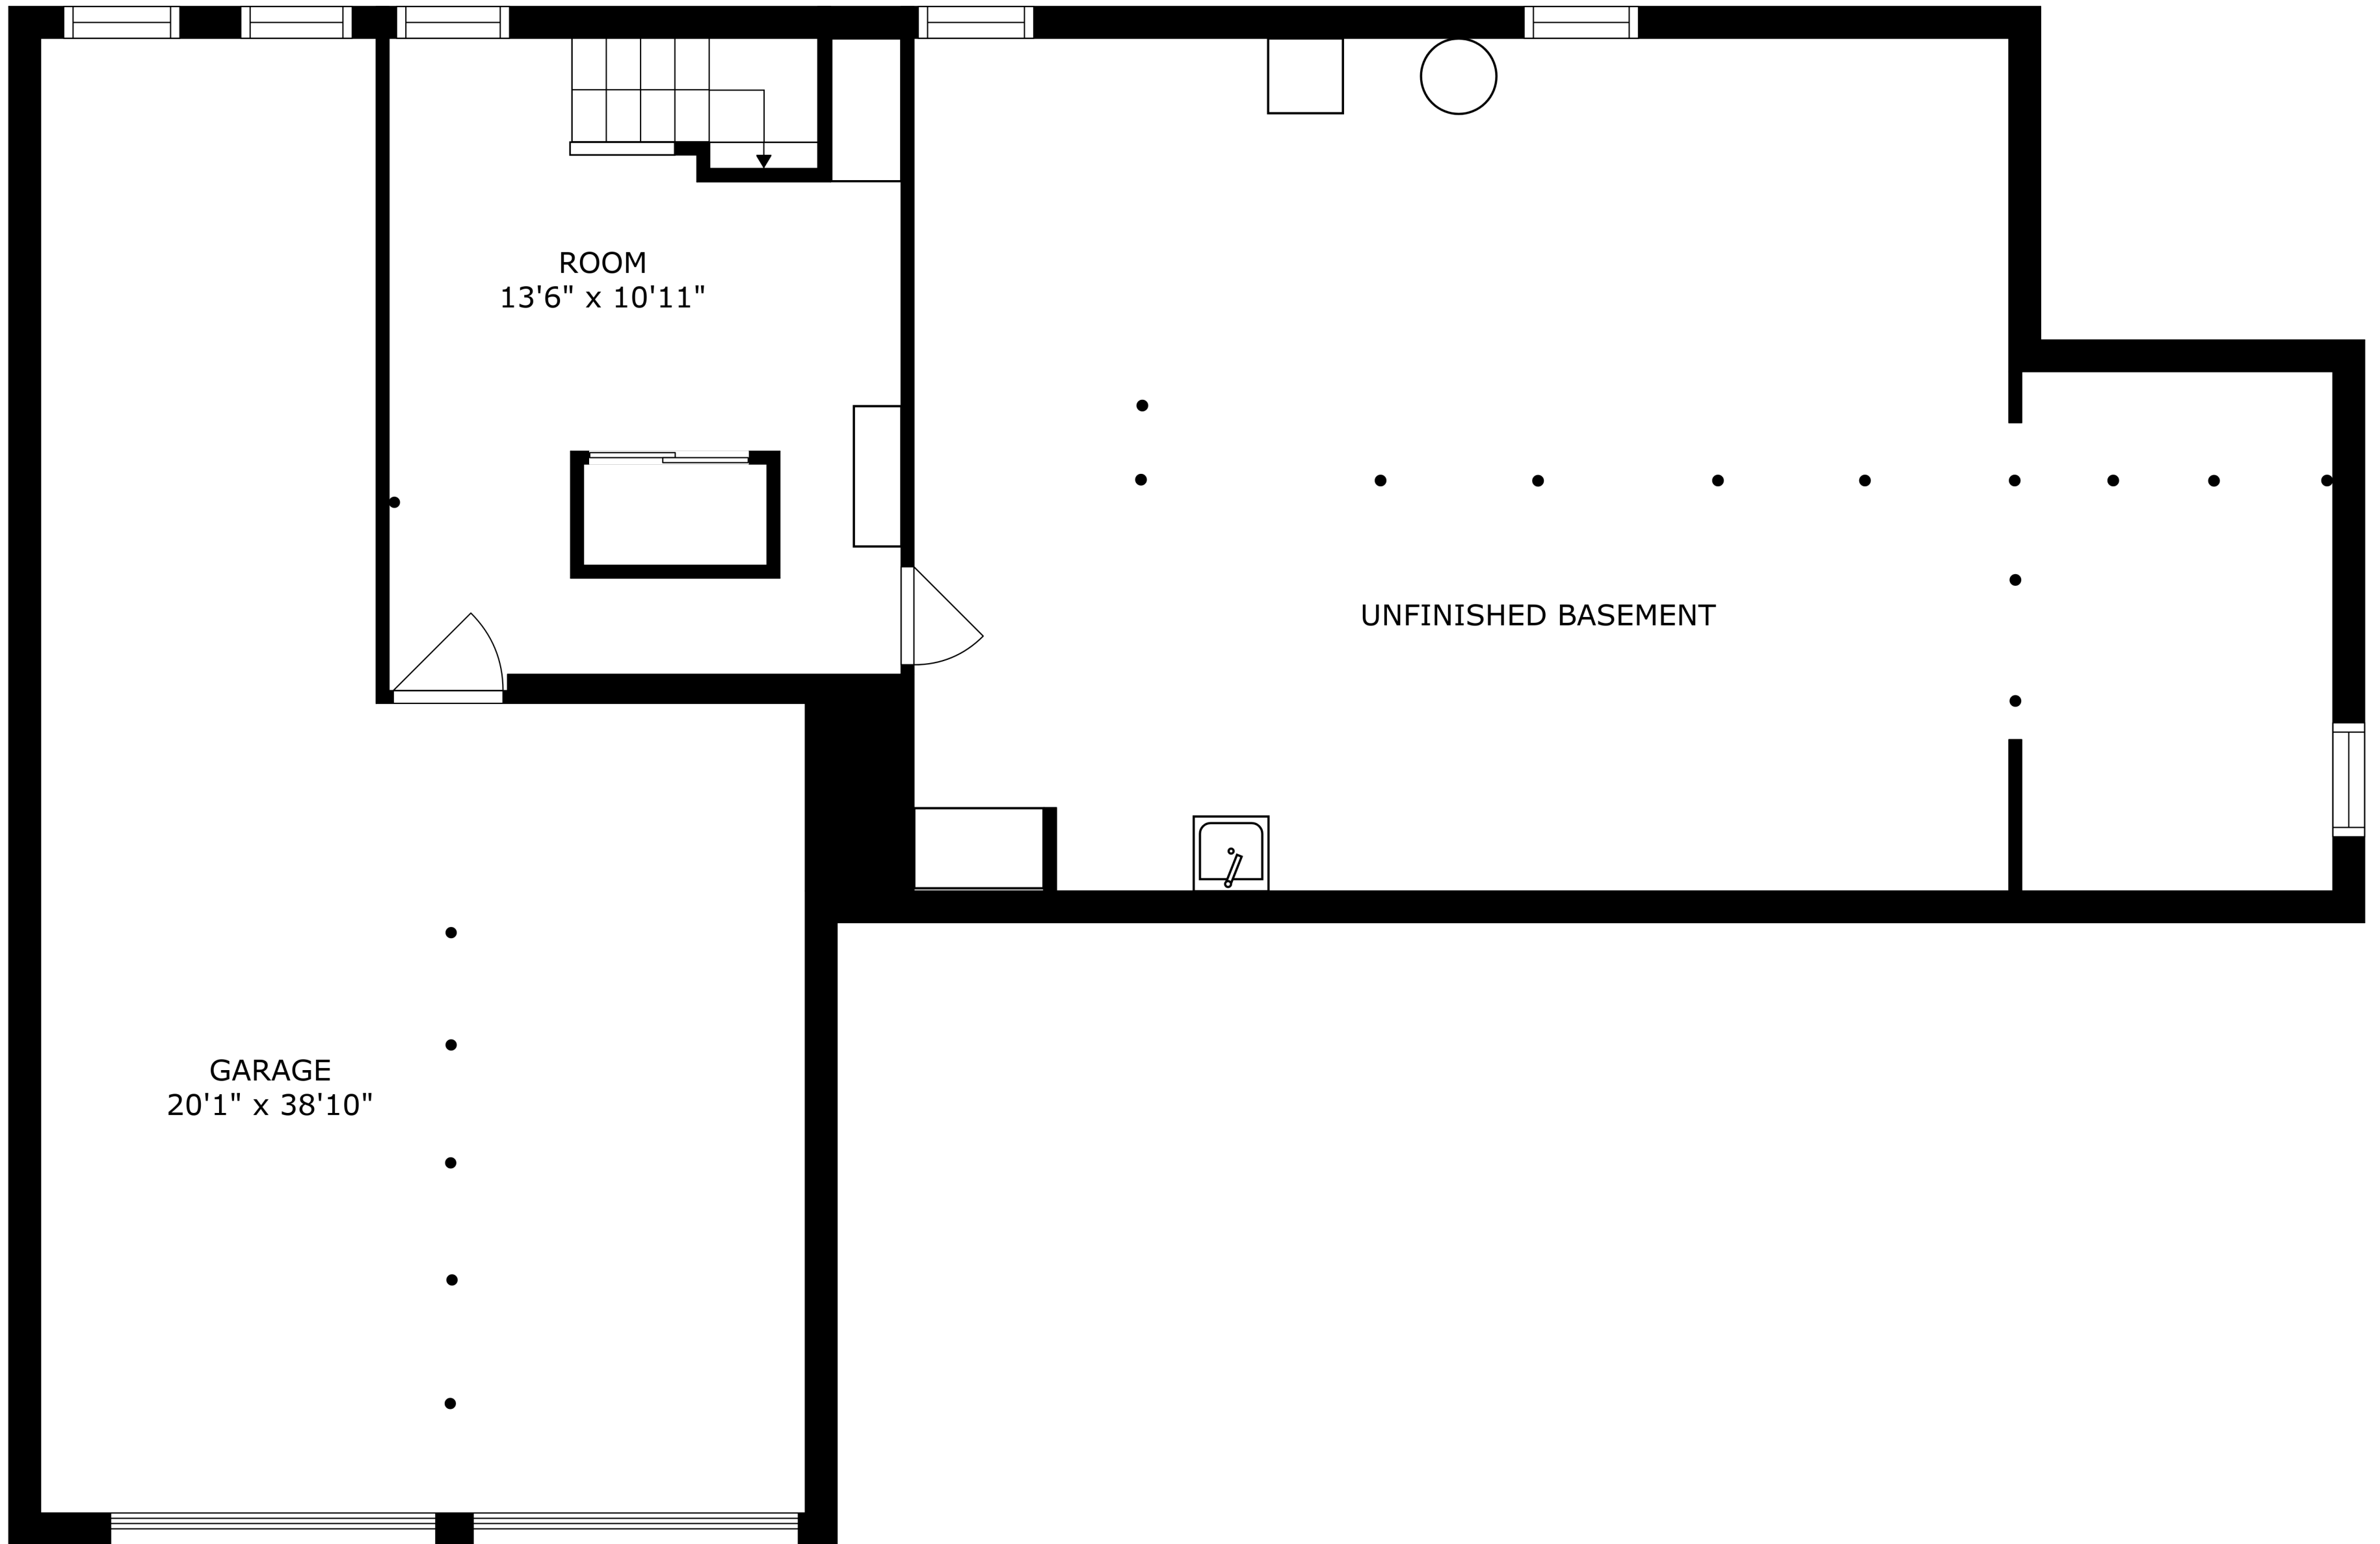 ROOM
13'6" x 10'11"
UNFINISHED BASEMENT
GARAGE
20'1" x 38'10"